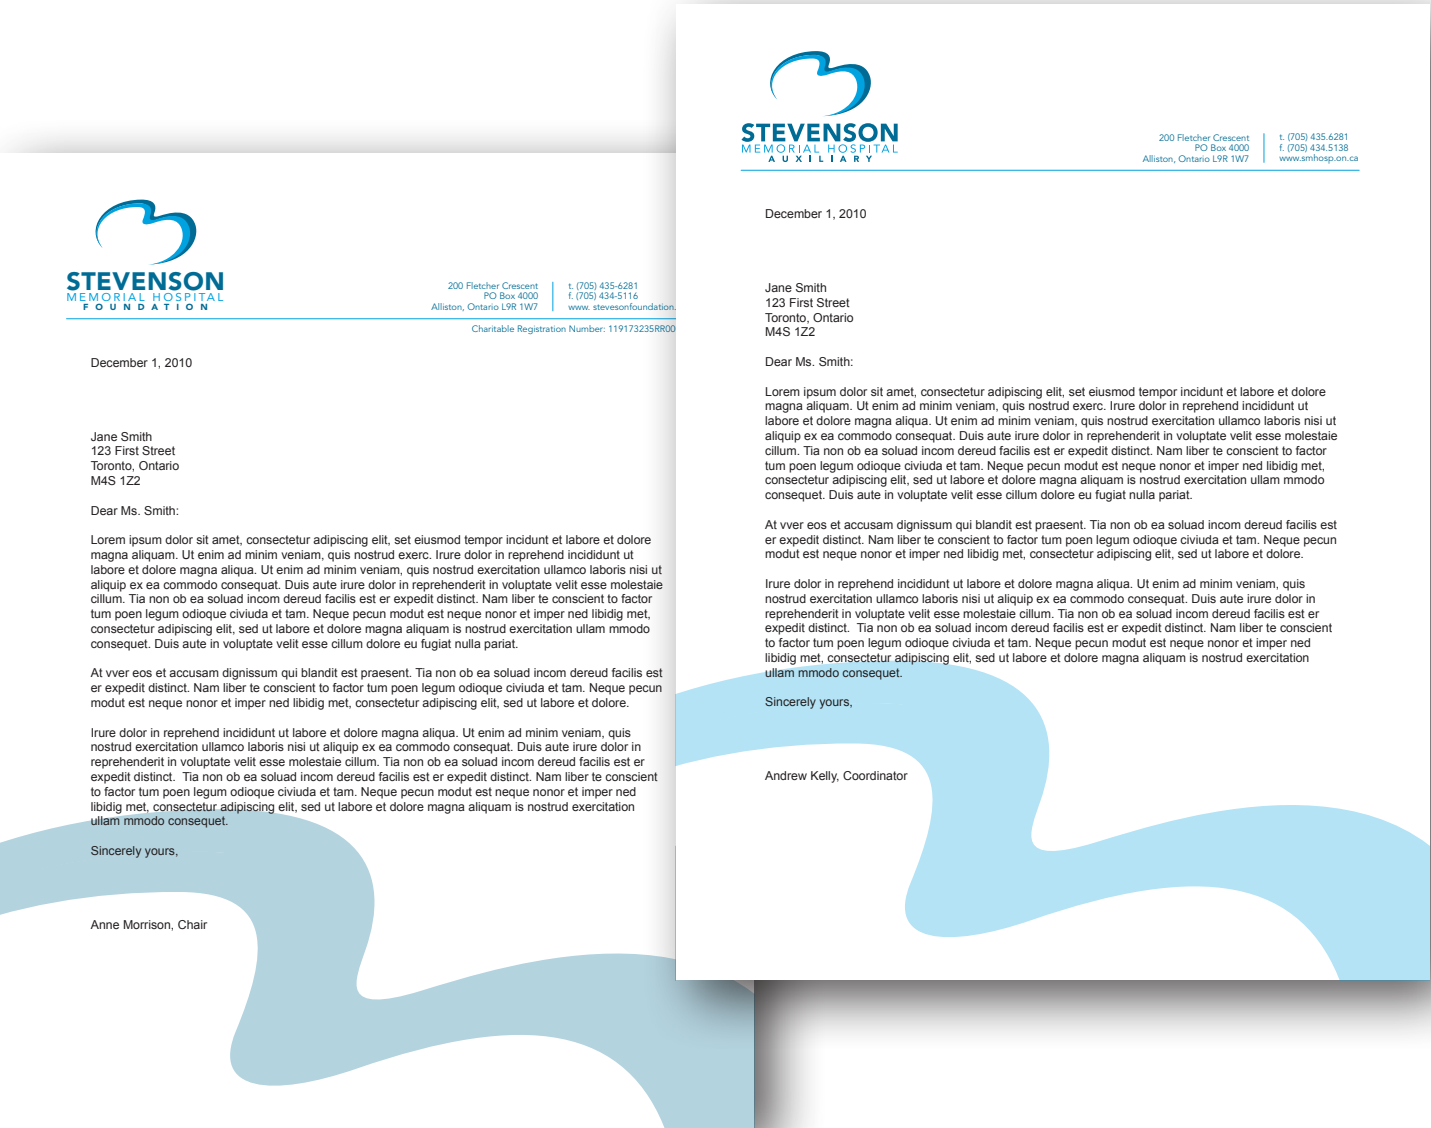 STEVENSON
MEMORIAL HOSPITAL
FOUNDATION
200 Fletcher Crescent
PO Box 4000
Alliston, Ontario L9R 1W7
t. (705) 435-6281
f. (705) 434-5116
www. stevesonfoundation.
Charitable Registration Number: 119173235RR00
December 1, 2010
Jane Smith
123 First Street
Toronto, Ontario
M4S 1Z2
Dear Ms. Smith:
Lorem ipsum dolor sit amet, consectetur adipiscing elit, set eiusmod tempor incidunt et labore et dolore
magna aliquam. Ut enim ad minim veniam, quis nostrud exerc. Irure dolor in reprehend incididunt ut
labore et dolore magna aliqua. Ut enim ad minim veniam, quis nostrud exercitation ullamco laboris nisi ut
aliquip ex ea commodo consequat. Duis aute irure dolor in reprehenderit in voluptate velit esse molestaie
cillum. Tia non ob ea soluad incom dereud facilis est er expedit distinct. Nam liber te conscient to factor
tum poen legum odioque civiuda et tam. Neque pecun modut est neque nonor et imper ned libidig met,
consectetur adipiscing elit, sed ut labore et dolore magna aliquam is nostrud exercitation ullam mmodo
consequet. Duis aute in voluptate velit esse cillum dolore eu fugiat nulla pariat.
At vver eos et accusam dignissum qui blandit est praesent. Tia non ob ea soluad incom dereud facilis est
er expedit distinct. Nam liber te conscient to factor tum poen legum odioque civiuda et tam. Neque pecun
modut est neque nonor et imper ned libidig met, consectetur adipiscing elit, sed ut labore et dolore.
Irure dolor in reprehend incididunt ut labore et dolore magna aliqua. Ut enim ad minim veniam, quis
nostrud exercitation ullamco laboris nisi ut aliquip ex ea commodo consequat. Duis aute irure dolor in
reprehenderit in voluptate velit esse molestaie cillum. Tia non ob ea soluad incom dereud facilis est er
expedit distinct.  Tia non ob ea soluad incom dereud facilis est er expedit distinct. Nam liber te conscient
to factor tum poen legum odioque civiuda et tam. Neque pecun modut est neque nonor et imper ned
libidig met, consectetur adipiscing elit, sed ut labore et dolore magna aliquam is nostrud exercitation
ullam mmodo consequet.
Sincerely yours,
Anne Morrison, Chair
STEVENSON
MEMORIAL HOSPITAL
AUXILIARY
200 Fletcher Crescent
PO Box 4000
Alliston, Ontario L9R 1W7
t. (705) 435.6281
f. (705) 434.5138
www.smhosp.on.ca
December 1, 2010
Jane Smith
123 First Street
Toronto, Ontario
M4S 1Z2
Dear Ms. Smith:
Lorem ipsum dolor sit amet, consectetur adipiscing elit, set eiusmod tempor incidunt et labore et dolore
magna aliquam. Ut enim ad minim veniam, quis nostrud exerc. Irure dolor in reprehend incididunt ut
labore et dolore magna aliqua. Ut enim ad minim veniam, quis nostrud exercitation ullamco laboris nisi ut
aliquip ex ea commodo consequat. Duis aute irure dolor in reprehenderit in voluptate velit esse molestaie
cillum. Tia non ob ea soluad incom dereud facilis est er expedit distinct. Nam liber te conscient to factor
tum poen legum odioque civiuda et tam. Neque pecun modut est neque nonor et imper ned libidig met,
consectetur adipiscing elit, sed ut labore et dolore magna aliquam is nostrud exercitation ullam mmodo
consequet. Duis aute in voluptate velit esse cillum dolore eu fugiat nulla pariat.
At vver eos et accusam dignissum qui blandit est praesent. Tia non ob ea soluad incom dereud facilis est
er expedit distinct. Nam liber te conscient to factor tum poen legum odioque civiuda et tam. Neque pecun
modut est neque nonor et imper ned libidig met, consectetur adipiscing elit, sed ut labore et dolore.
Irure dolor in reprehend incididunt ut labore et dolore magna aliqua. Ut enim ad minim veniam, quis
nostrud exercitation ullamco laboris nisi ut aliquip ex ea commodo consequat. Duis aute irure dolor in
reprehenderit in voluptate velit esse molestaie cillum. Tia non ob ea soluad incom dereud facilis est er
expedit distinct.  Tia non ob ea soluad incom dereud facilis est er expedit distinct. Nam liber te conscient
to factor tum poen legum odioque civiuda et tam. Neque pecun modut est neque nonor et imper ned
libidig met, consectetur adipiscing elit, sed ut labore et dolore magna aliquam is nostrud exercitation
ullam mmodo consequet.
Sincerely yours,
Andrew Kelly, Coordinator